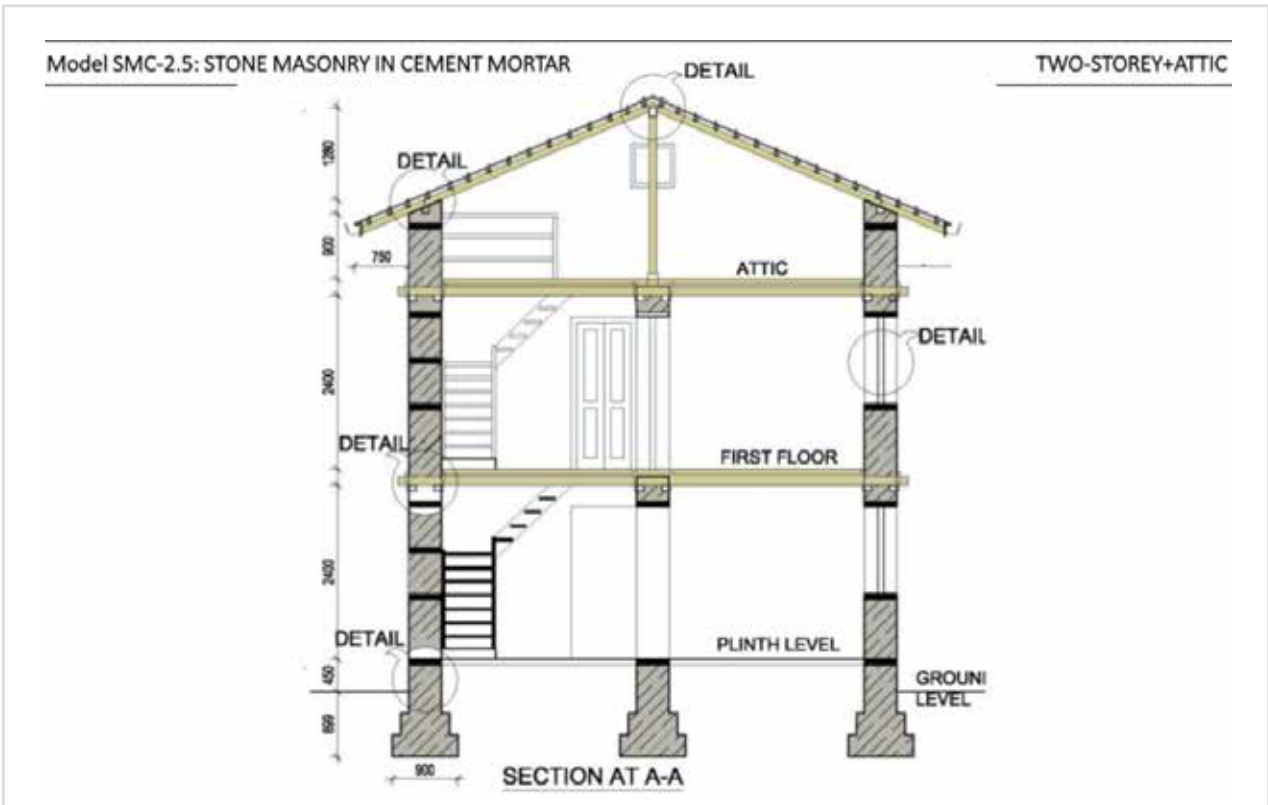 Model SMC-2.5: STONE MASONRY IN CEMENT MORTAR
TWO-STOREY+ATTIC
DETAIL
DETAIL
1280
900
750
ATTIC
DETAIL
2400
DETAIL
FIRST FLOOR
2400
DETAIL
PLINTH LEVEL
450
GROUNI
LEVEL
899
900
SECTION AT A-A